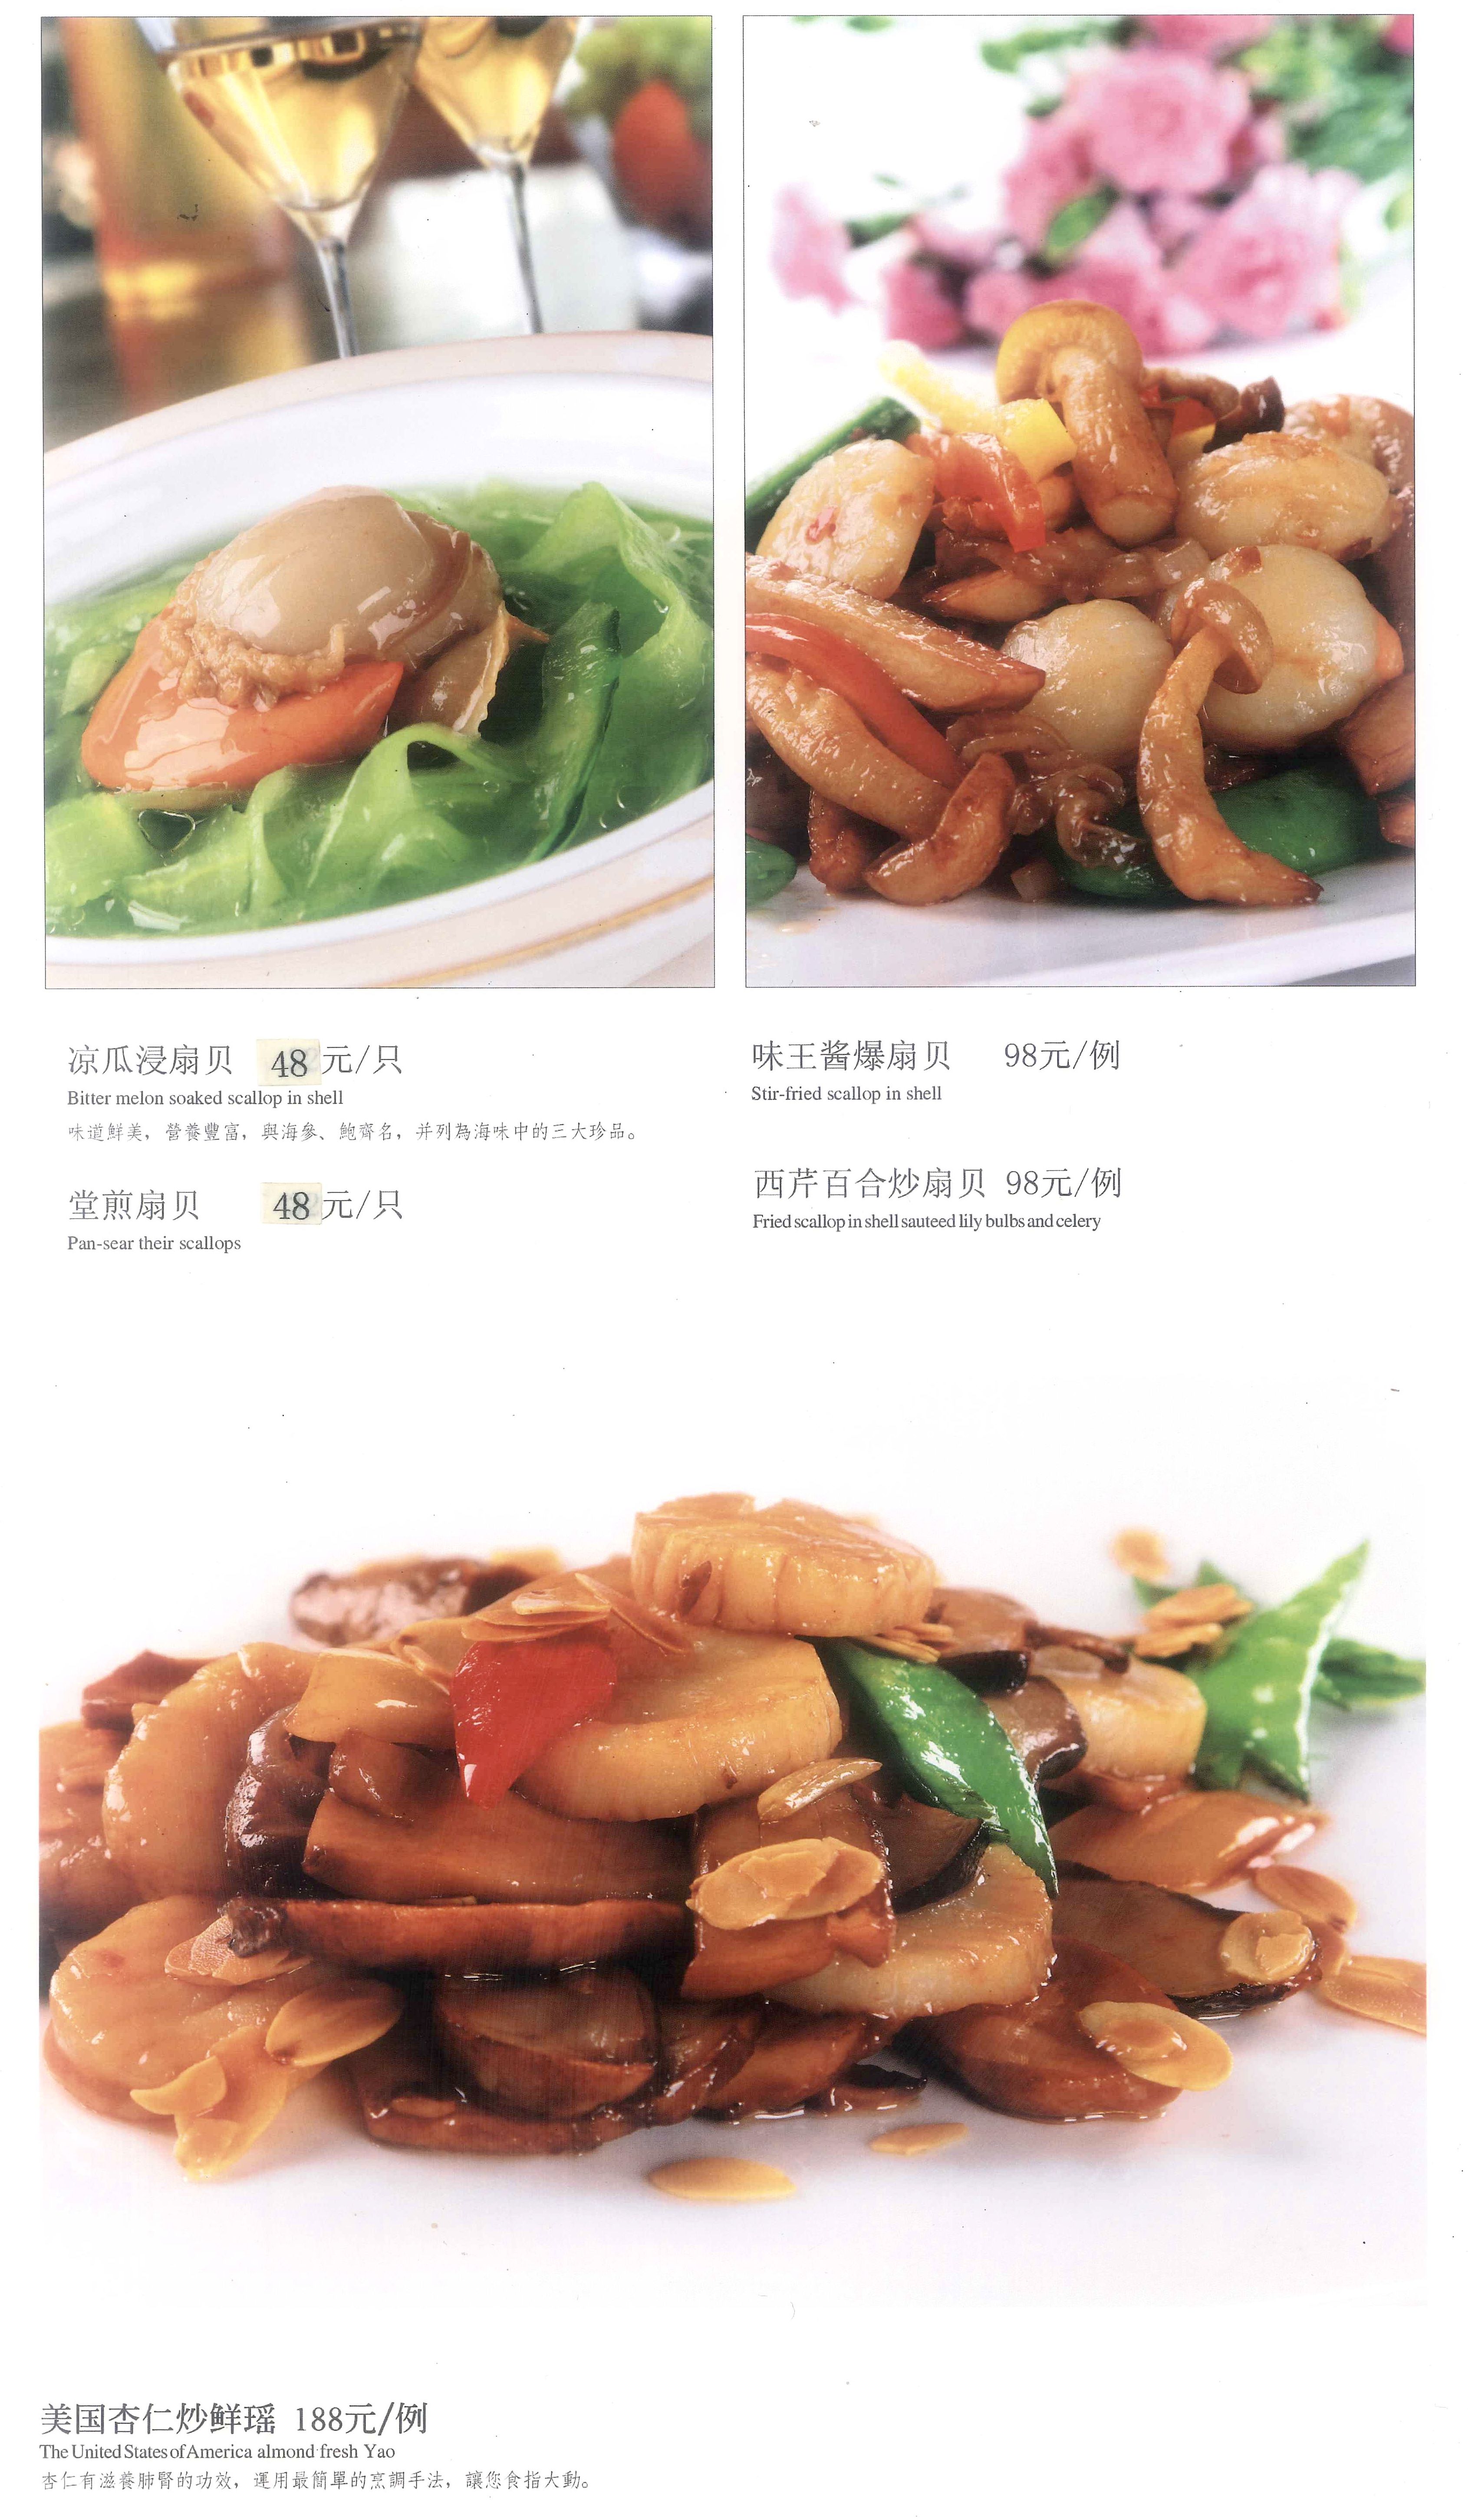 凉瓜浸扇贝 48元/只
Bitter melon soaked scallop in shell
味道鮮美，營養豐富，與海參、鮑齊名，并列為海味中的三大珍品。
堂煎扇贝 48元/只
Pan-sear their scallops
味王酱爆扇贝 98元/例
Stir-fried scallop in shell
西芹百合炒扇贝 98元/例
Fried scallop in shell sauteed lily bulbs and celery
美国杏仁炒鲜瑶 188元/例
The United States of America almond fresh Yao
杏仁有滋養肺腎的功效，運用最簡單的烹調手法，讓您食指大動。